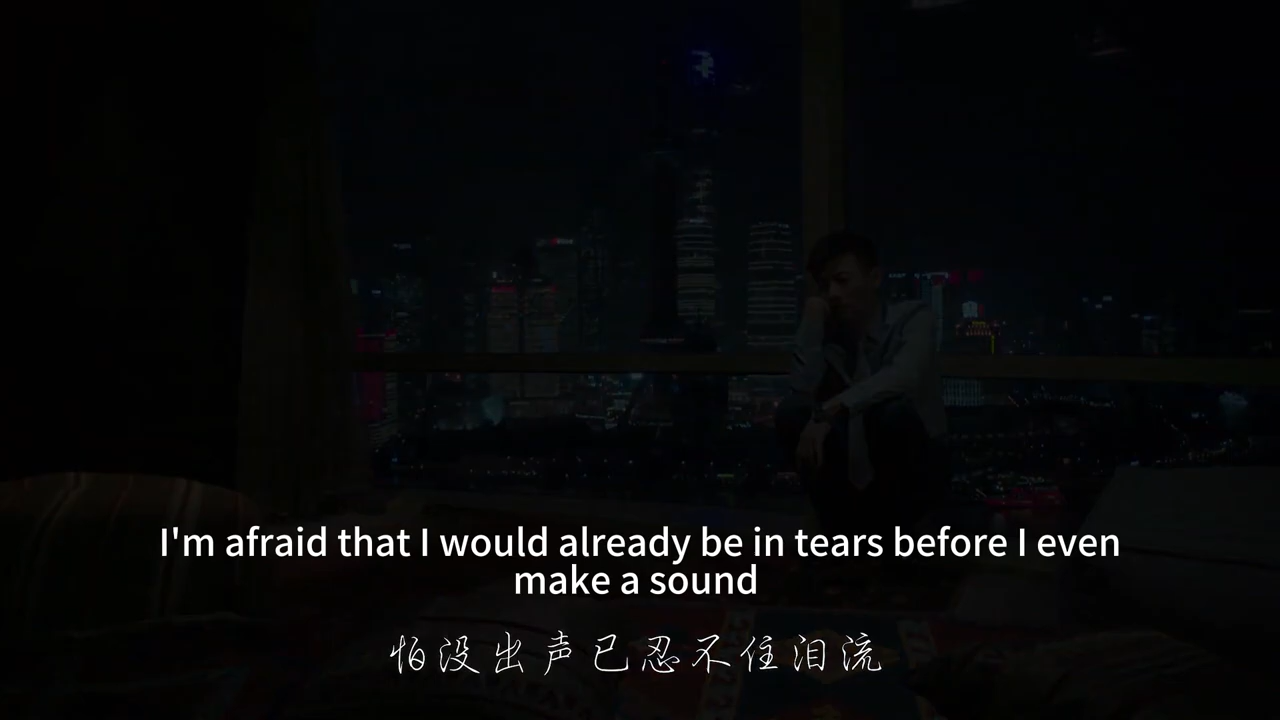 I'm afraid that I would already be in tears before I even
make a sound
怕没出声已忍不住泪流